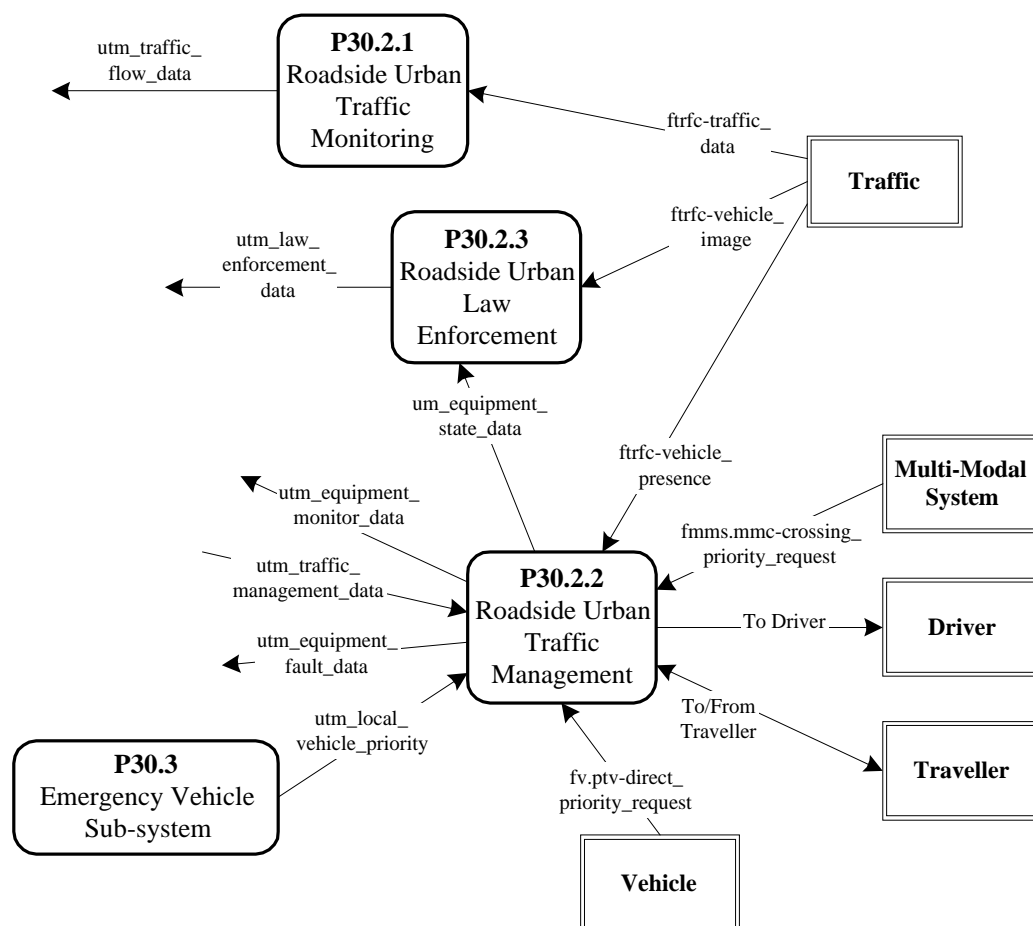 P30.2.1
Roadside Urban
Traffic
Monitoring
utm_traffic_
flow_data
ftrfc-traffic_
data
Traffic
ftrfc-vehicle_
image
P30.2.3
Roadside Urban
Law
Enforcement
utm_law_
enforcement_
data
um_equipment_
state_data
ftrfc-vehicle_
presence
Multi-Modal
System
utm_equipment_
monitor_data
fmms.mmc-crossing_
priority_request
utm_traffic_
management_data
P30.2.2
Roadside Urban
Traffic
Management
To Driver
Driver
utm_equipment_
fault_data
To/From
Traveller
utm_local_
vehicle_priority
Traveller
P30.3
Emergency Vehicle
Sub-system
fv.ptv-direct_
priority_request
Vehicle